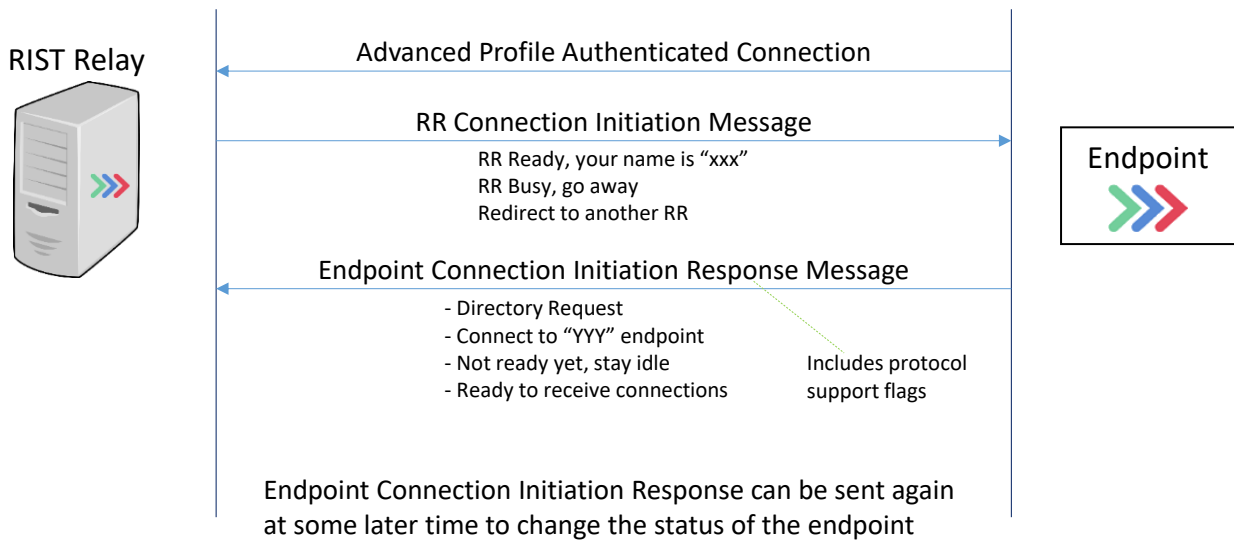 RIST Relay
Advanced Profile Authenticated Connection
RR Connection Initiation Message
RR Ready, your name is “xxx”
RR Busy, go away
Redirect to another RR
Endpoint
Endpoint Connection Initiation Response Message
- Directory Request
- Connect to “YYY” endpoint
- Not ready yet, stay idle
- Ready to receive connections
Includes protocol
support flags
Endpoint Connection Initiation Response can be sent again
at some later time to change the status of the endpoint